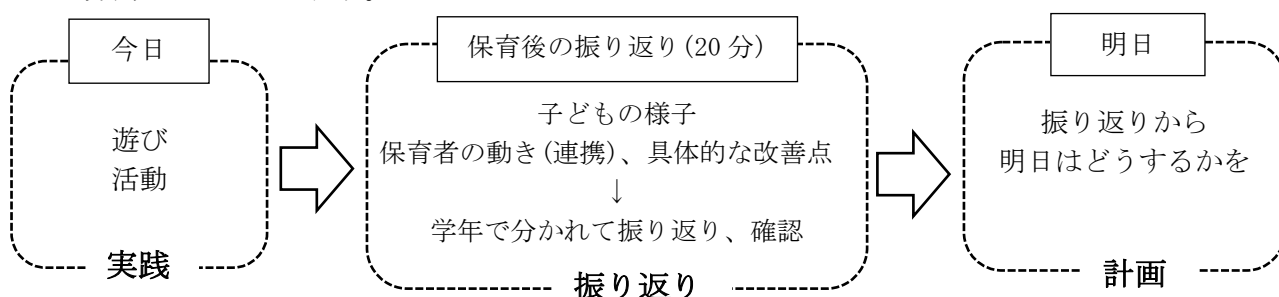 今日
遊び
活動
実践
保育後の振り返り(20分)
子どもの様子
保育者の動き(連携)、具体的な改善点
↓
学年で分かれて振り返り、確認
振り返り
明日
振り返りから
明日はどうするかを
計画